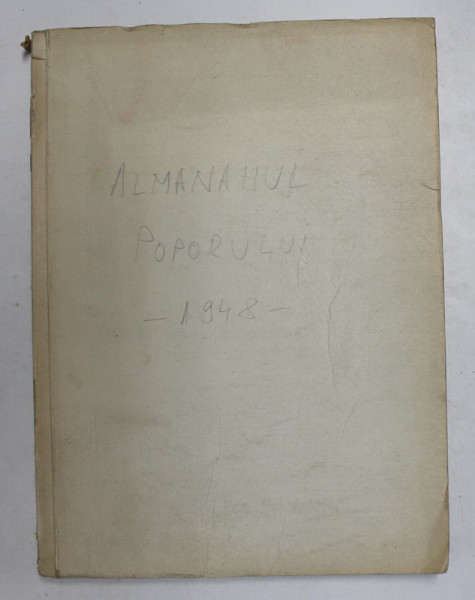 ALMANAHUL
POPORULUI
- 1948 -